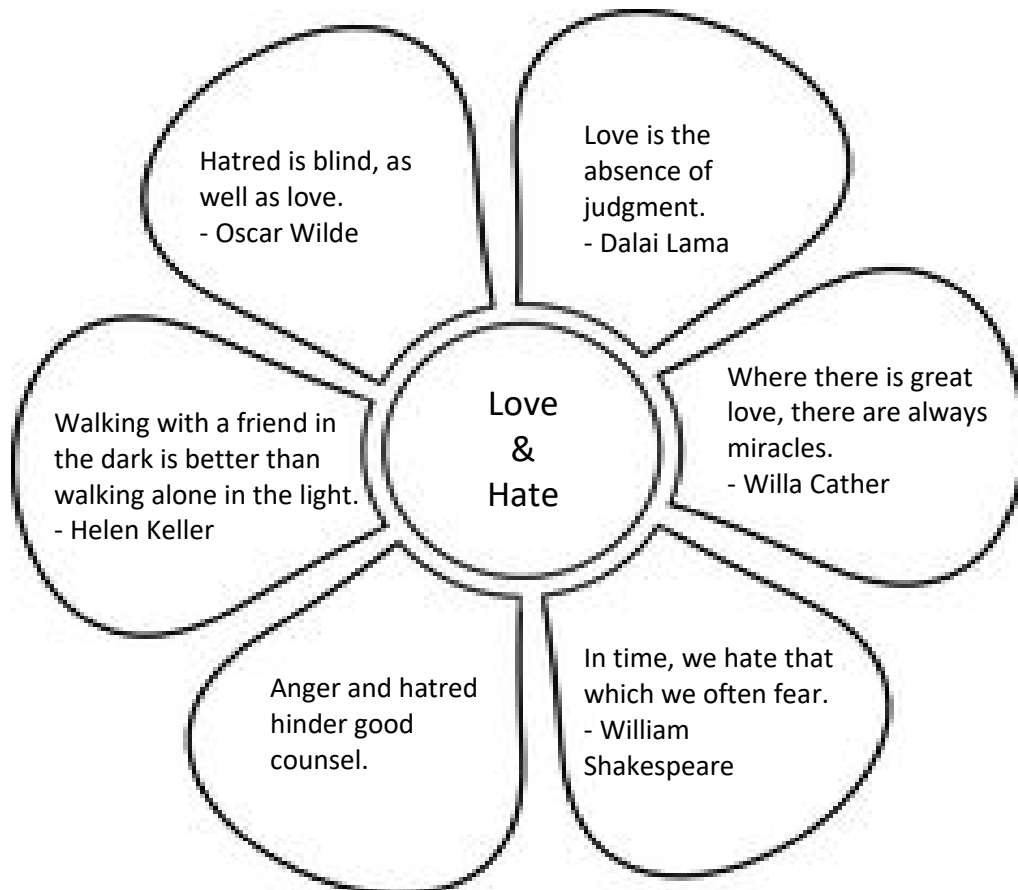 Hatred is blind, as
well as love.
- Oscar Wilde
Love is the
absence of
judgment.
- Dalai Lama
Where there is great
love, there are always
miracles.
- Willa Cather
In time, we hate that
which we often fear.
- William
Shakespeare
Anger and hatred
hinder good
counsel.
Walking with a friend in
the dark is better than
walking alone in the light.
- Helen Keller
Love
&
Hate